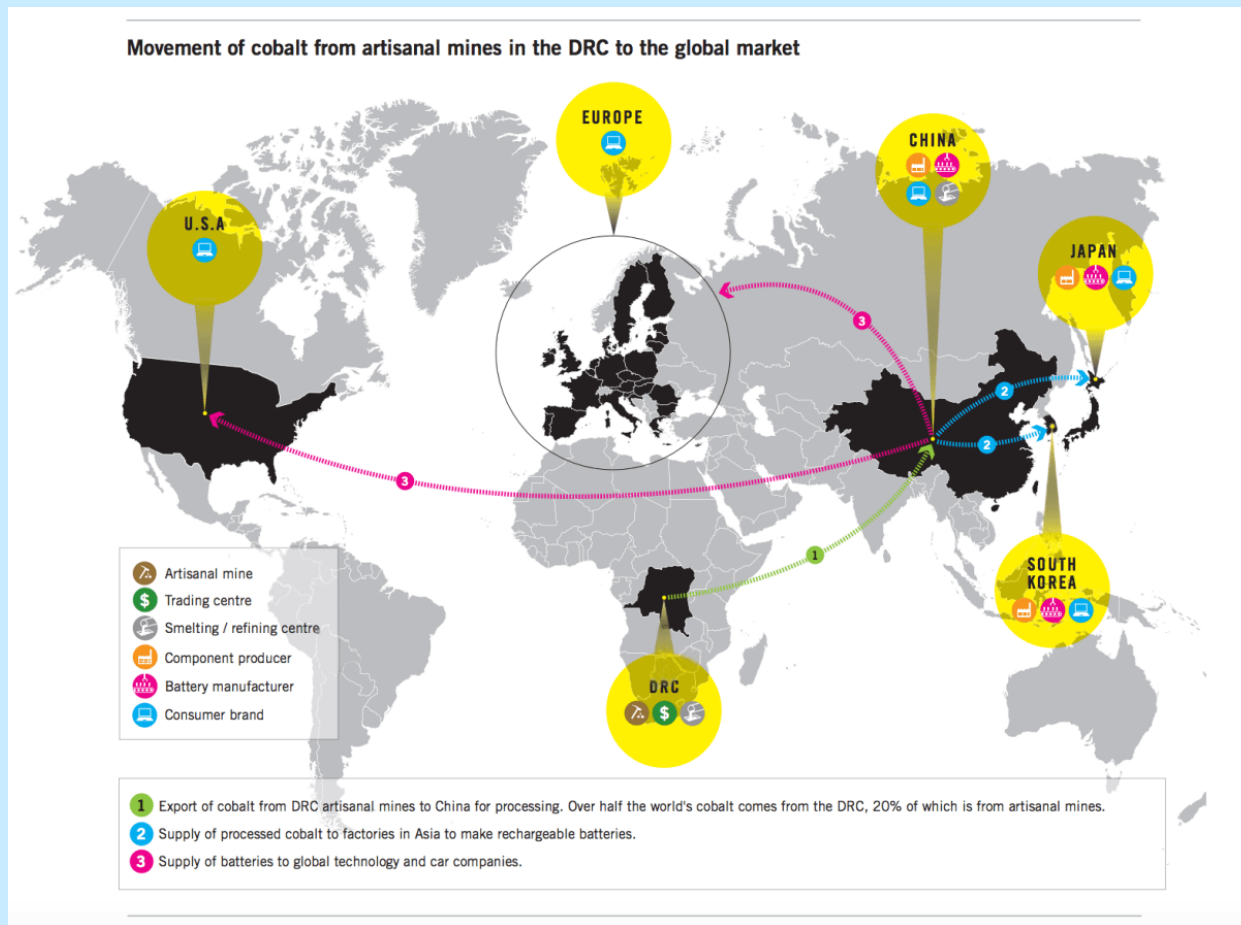 Movement of cobalt from artisanal mines in the DRC to the global market
EUROPE
CHINA
U.S.A
JAPAN
3
2
2
3
1
SOUTH
KOREA
DRC
$
Artisanal mine
$ Trading centre
Smelting / refining centre
Component producer
Battery manufacturer
Consumer brand
1 Export of cobalt from DRC artisanal mines to China for processing. Over half the world's cobalt comes from the DRC, 20% of which is from artisanal mines.
2 Supply of processed cobalt to factories in Asia to make rechargeable batteries.
3 Supply of batteries to global technology and car companies.